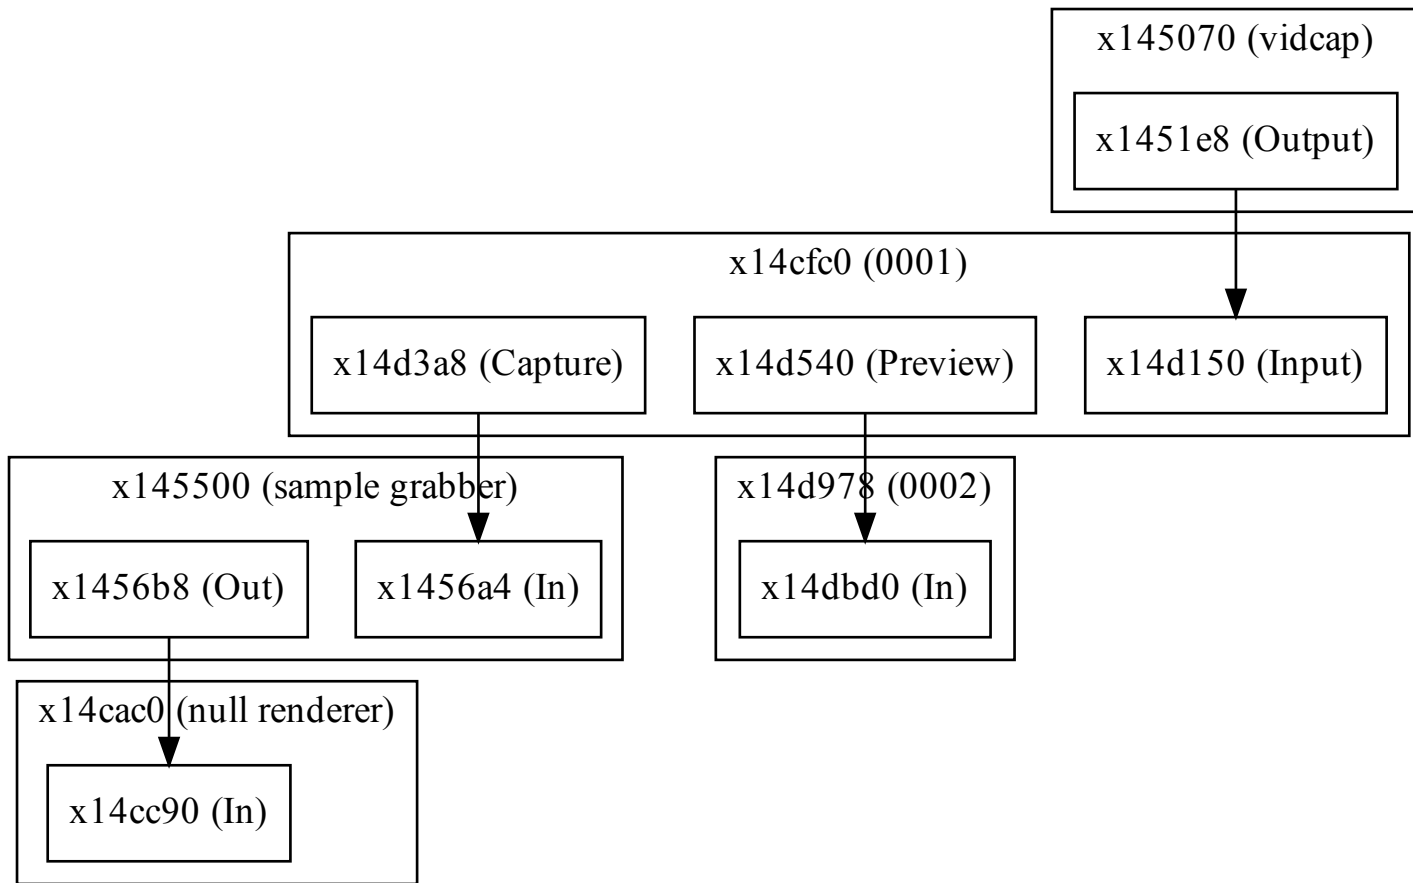 x145070 (vidcap)
x1451e8 (Output)
x14cfc0 (0001)
x14d3a8 (Capture)
x14d540 (Preview)
x14d150 (Input)
x145500 (sample grabber)
x14d978 (0002)
x1456b8 (Out)
x1456a4 (In)
x14dbd0 (In)
x14cac0 (null renderer)
x14cc90 (In)